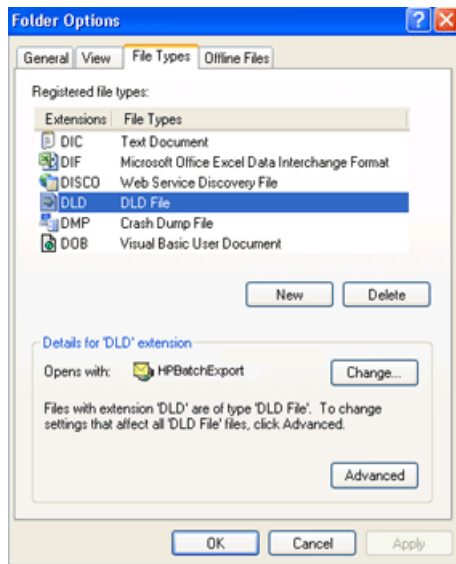 Folder Options
General View File Types Offline Files
Registered file types:
Extensions File Types
DIC Text Document
DIF Microsoft Office Excel Data Interchange Format
DISCO Web Service Discovery File
DLD DLD File
DMP Crash Dump File
DOB Visual Basic User Document
New Delete
Details for 'DLD' extension
Opens with: HPBatchExport Change...
Files with extension 'DLD' are of type 'DLD File'. To change
settings that affect all 'DLD File' files, click Advanced.
Advanced
OK Cancel Apply